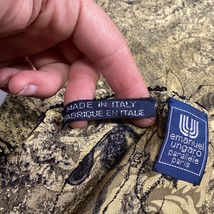 MADE IN ITALY
FABRIQUE EN ITALIE
emanuel
ungaro
parallèle
paris